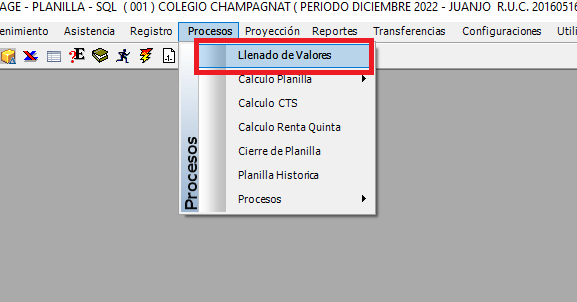 AGE - PLANILLA - SQL ( 001 ) COLEGIO CHAMPAGNAT ( PERIODO DICIEMBRE 2022 - JUANJO R.U.C. 20160516
enimiento Asistencia Registro Procesos Proyección Reportes Transferencias Configuraciones Utili
Llenado de Valores
Calculo Planilla
Calculo CTS
Calculo Renta Quinta
Cierre de Planilla
Planilla Historica
Procesos
Procesos